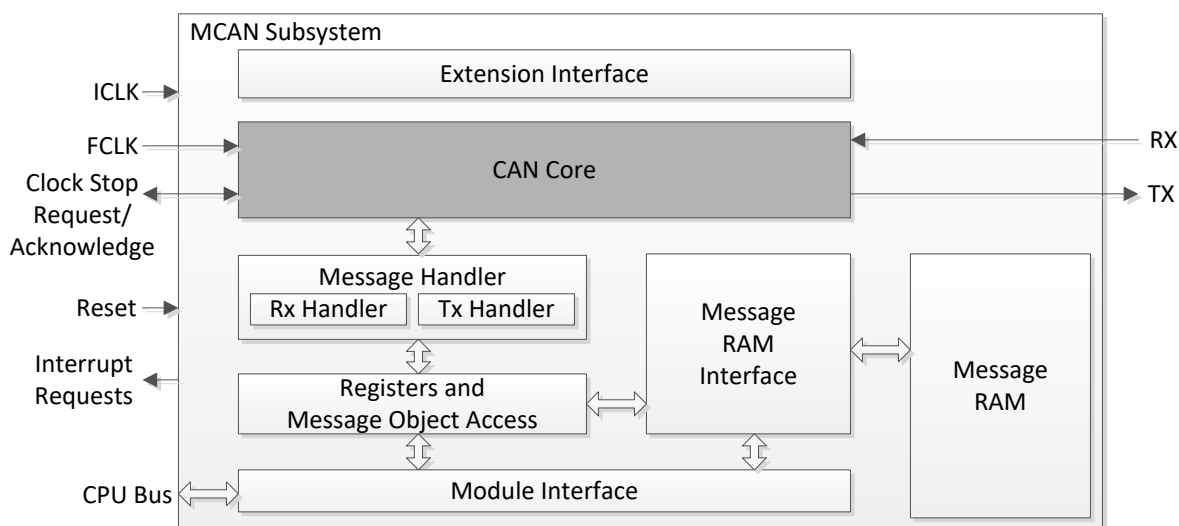 MCAN Subsystem
Extension Interface
ICLK
FCLK
CAN Core
RX
Clock Stop
Request/
Acknowledge
TX
Message Handler
Rx Handler
Tx Handler
Reset
Message
RAM
Interface
Interrupt
Requests
Registers and
Message Object Access
Message
RAM
CPU Bus
Module Interface